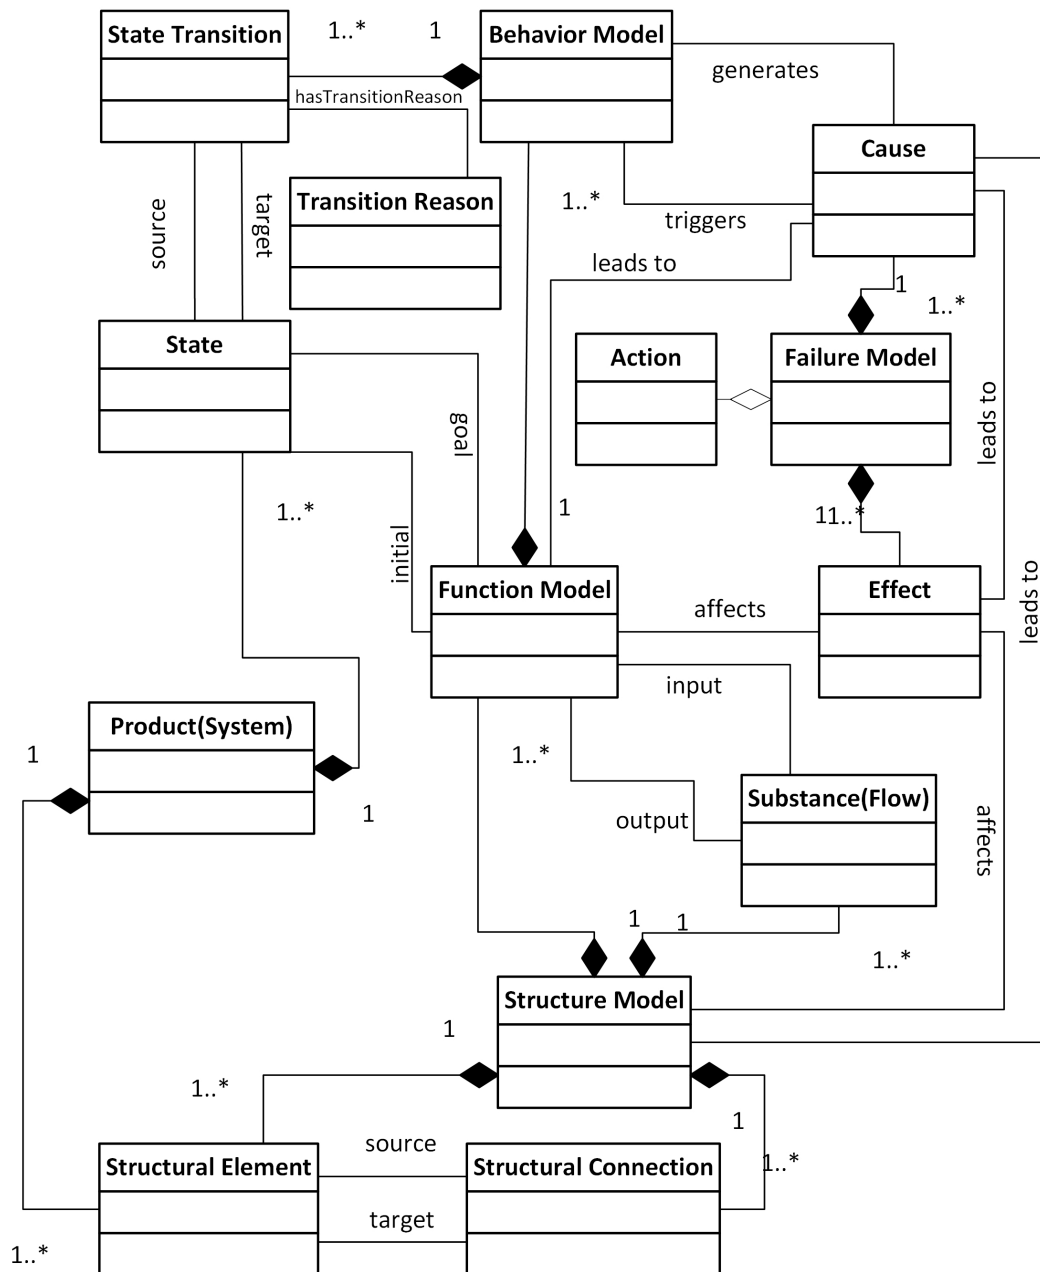 State Transition
1..*
1
Behavior Model
generates
hasTransitionReason
Cause
Transition Reason
1..*
triggers
source
target
leads to
1
1..*
State
Action
Failure Model
goal
leads to
1..*
1
11..*
initial
Function Model
Effect
leads to
affects
input
Product(System)
1
1..*
1
Substance(Flow)
output
affects
1
1
1..*
Structure Model
1
1..*
1
1..*
source
Structural Element
Structural Connection
target
1..*